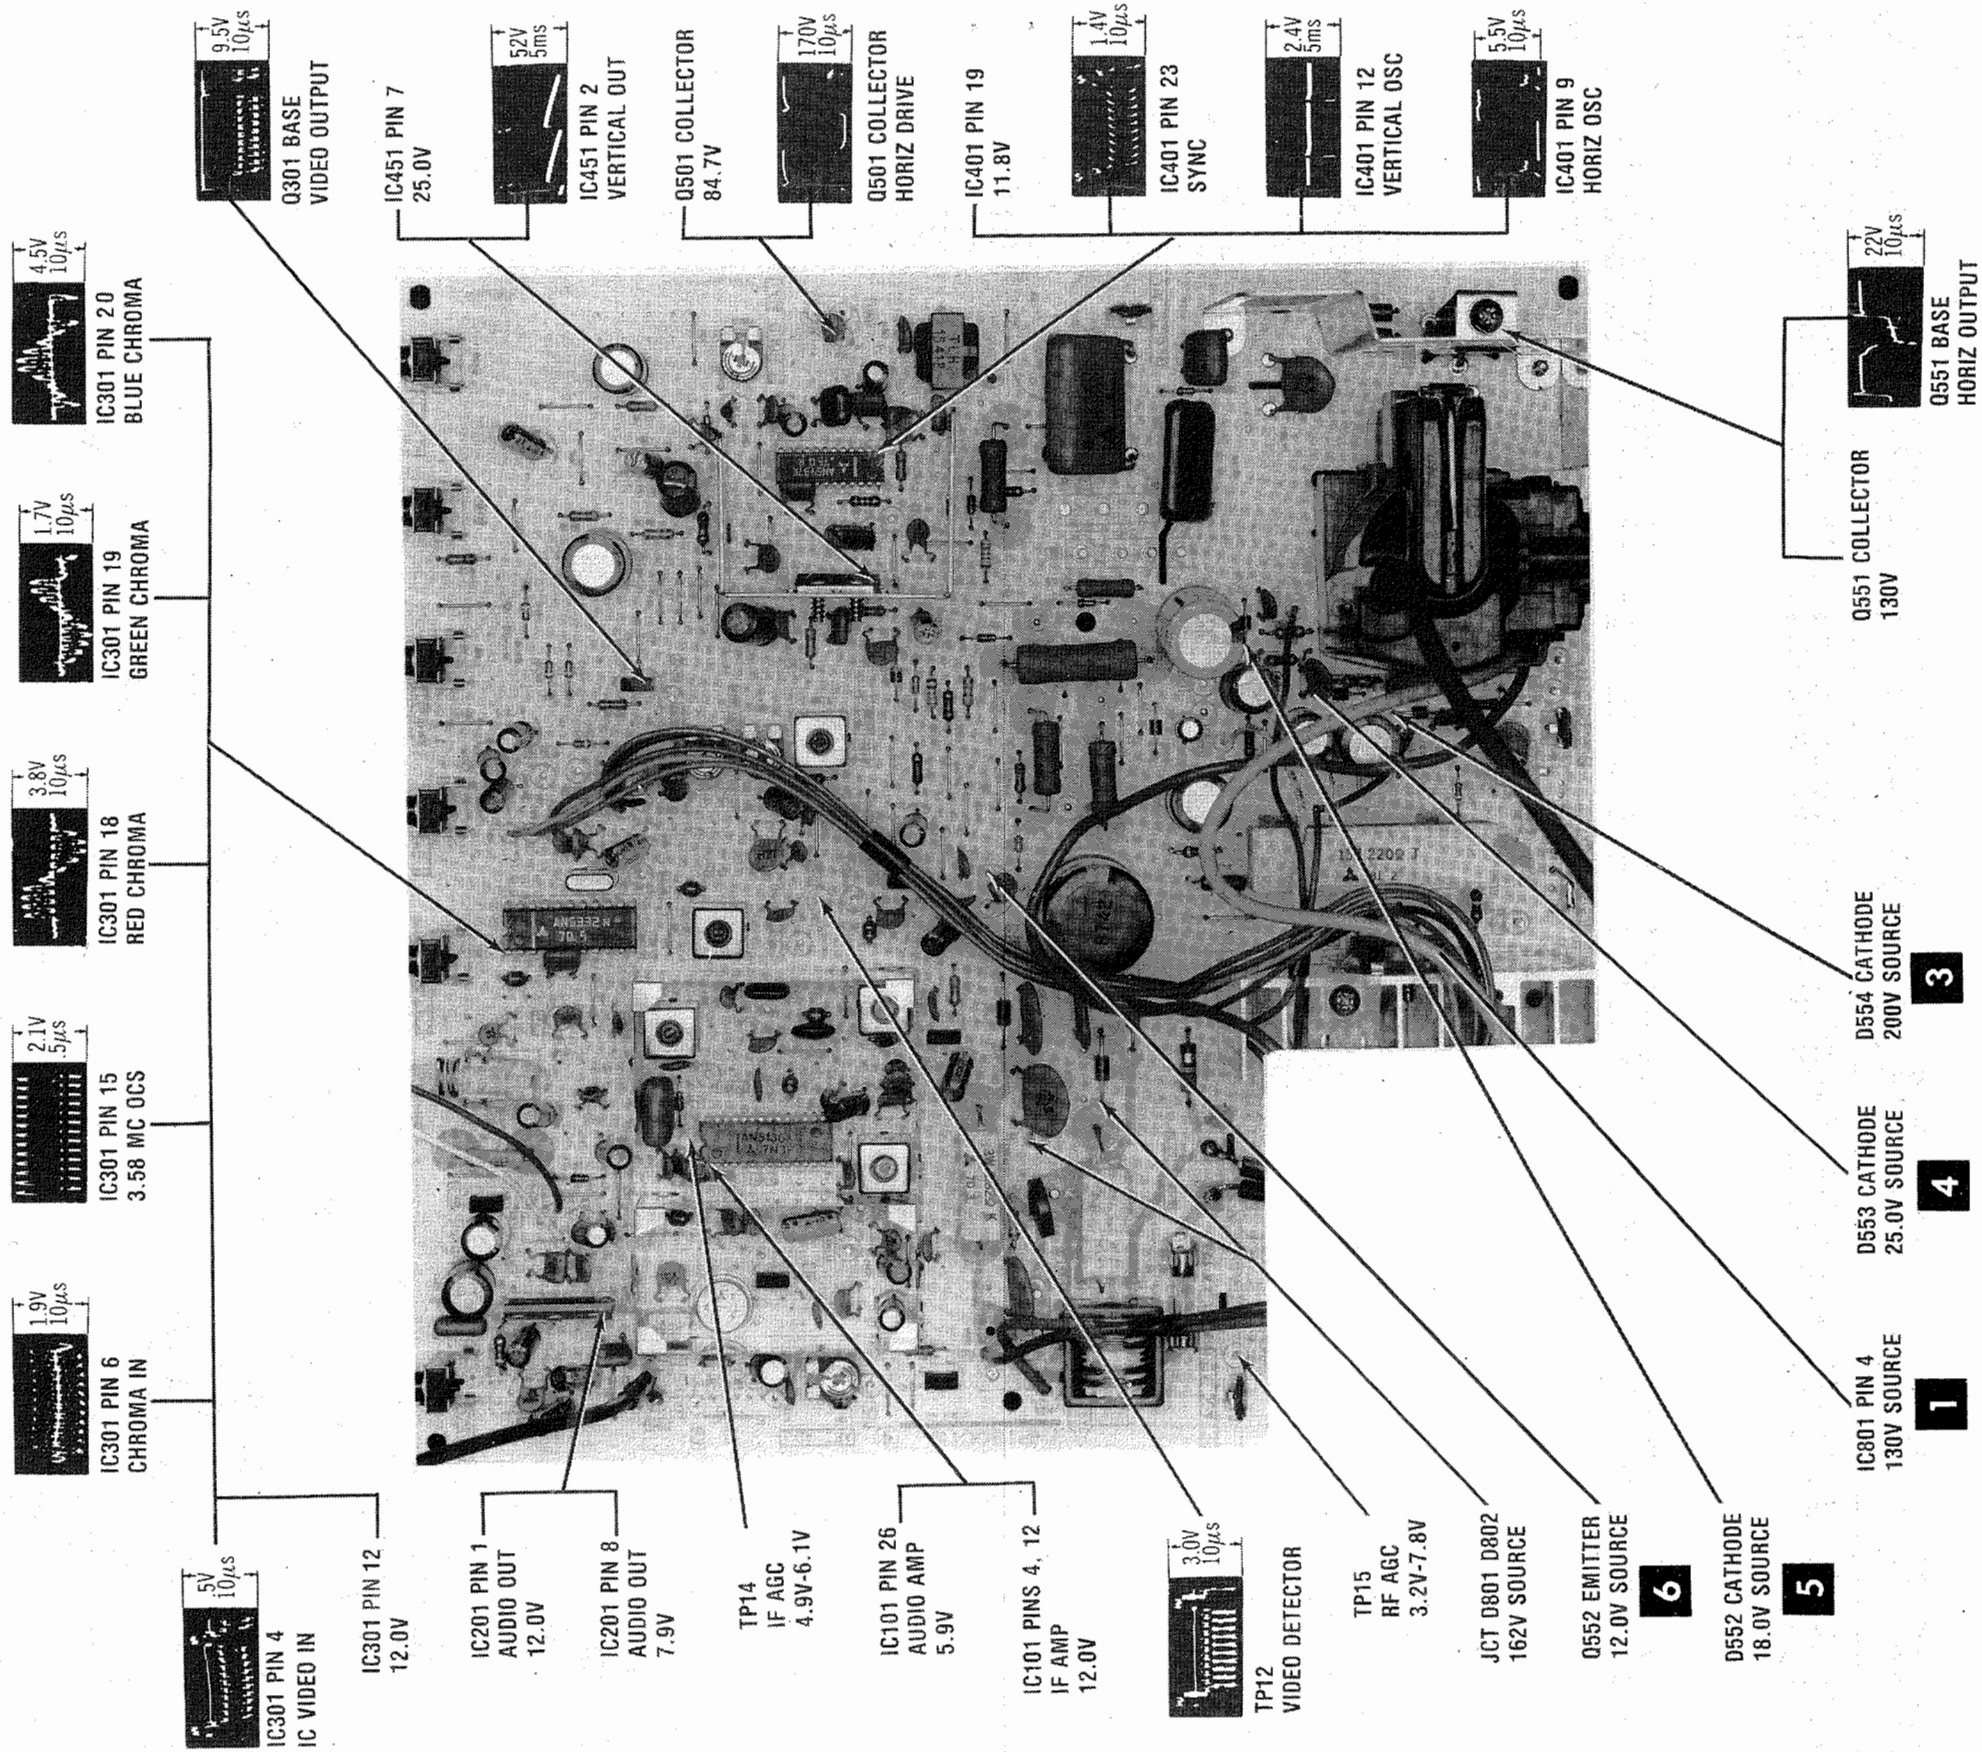 9.5V
10µs
Q301 BASE
VIDEO OUTPUT
IC451 PIN 7
25.0V
52V
5ms
IC451 PIN 2
VERTICAL OUT
Q501 COLLECTOR
84.7V
170V
10µs
Q501 COLLECTOR
HORIZ DRIVE
IC401 PIN 19
11.8V
1.4V
10µs
IC401 PIN 23
SYNC
2.4V
5ms
IC401 PIN 12
VERTICAL OSC
5.5V
10µs
IC401 PIN 9
HORIZ OSC
4.5V
10µs
IC301 PIN 20
BLUE CHROMA
1.7V
10µs
IC301 PIN 19
GREEN CHROMA
3.8V
10µs
IC301 PIN 18
RED CHROMA
2.1V
.5µs
IC301 PIN 15
3.58 MC OCS
1.9V
10µs
IC301 PIN 6
CHROMA IN
22V
10µs
Q551 BASE
HORIZ OUTPUT
Q551 COLLECTOR
130V
D554 CATHODE
200V SOURCE
3
D553 CATHODE
25.0V SOURCE
4
IC801 PIN 4
130V SOURCE
1
.5V
10µs
IC301 PIN 4
IC VIDEO IN
IC301 PIN 12
12.0V
IC201 PIN 1
AUDIO OUT
12.0V
IC201 PIN 8
AUDIO OUT
7.9V
TP14
IF AGC
4.9V-6.1V
IC101 PIN 26
AUDIO AMP
5.9V
IC101 PINS 4, 12
IF AMP
12.0V
3.0V
10µs
TP12
VIDEO DETECTOR
TP15
RF AGC
3.2V-7.8V
JCT D801 D802
162V SOURCE
Q552 EMITTER
12.0V SOURCE
6
D552 CATHODE
18.0V SOURCE
5